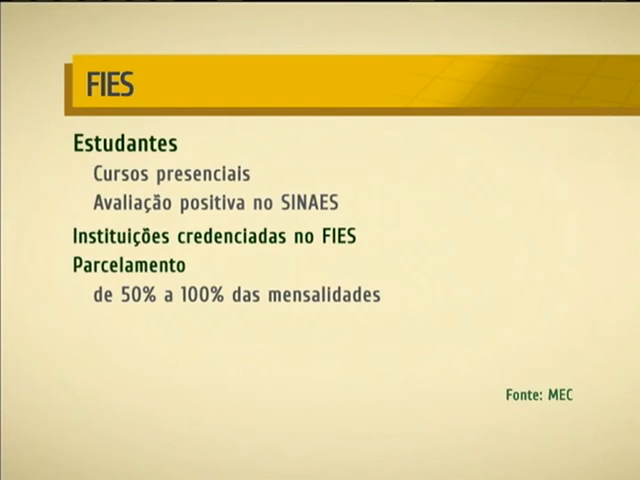 FIES
Estudantes
Cursos presenciais
Avaliação positiva no SINAES
Instituições credenciadas no FIES
Parcelamento
de 50% a 100% das mensalidades
Fonte: MEC